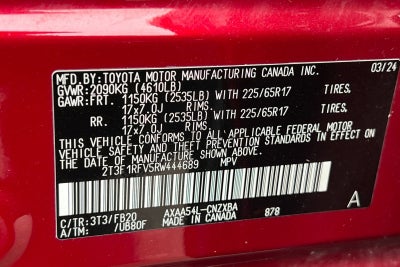 MFD.BY:TOYOTA MOTOR MANUFACTURING CANADA INC. 03/24
GVWR:2090KG (4610LB)
GAWR:FRT. 1150KG (2535LB) WITH 225/65R17 TIRES.
17x7.0J RIMS.
RR. 1150KG (2535LB) WITH 225/65R17 TIRES.
17x7.0J RIMS.
THIS VEHICLE CONFORMS TO ALL APPLICABLE FEDERAL MOTOR
VEHICLE SAFETY AND THEFT PREVENTION STANDARDS IN EFFECT
ON THE DATE OF MANUFACTURE SHOWN ABOVE.
2T3F1RFV5RW444689 MPV
C/TR:3T3/FB20 AXAA54L-CNZXBA
A/TM: /UB80F MADE IN CANADA 878 A